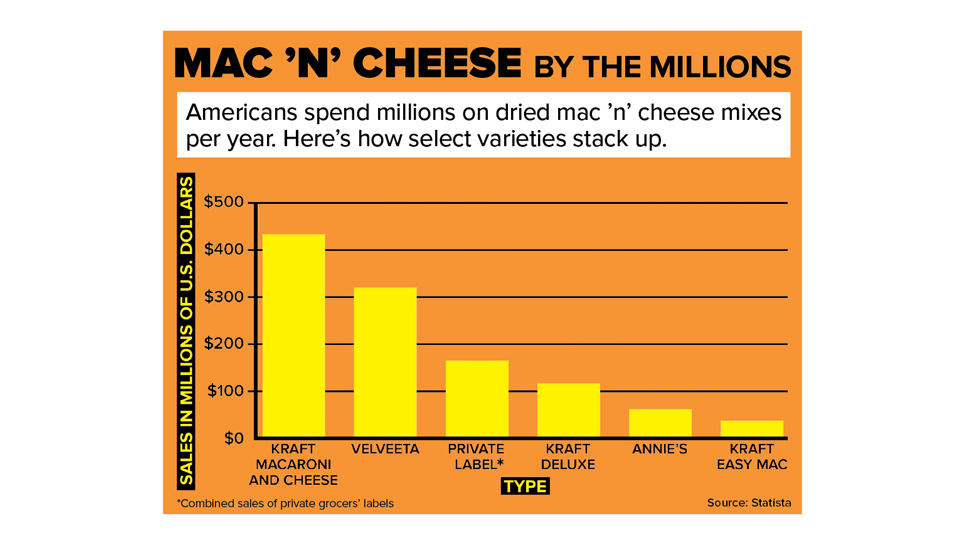 MAC ’N’ CHEESE BY THE MILLIONS
Americans spend millions on dried mac ’n’ cheese mixes
per year. Here’s how select varieties stack up.
SALES IN MILLIONS OF U.S. DOLLARS
$500
$400
$300
$200
$100
$0
KRAFT
MACARONI
AND CHEESE
VELVEETA
PRIVATE
LABEL*
KRAFT
DELUXE
ANNIE’S
KRAFT
EASY MAC
TYPE
*Combined sales of private grocers’ labels
Source: Statista